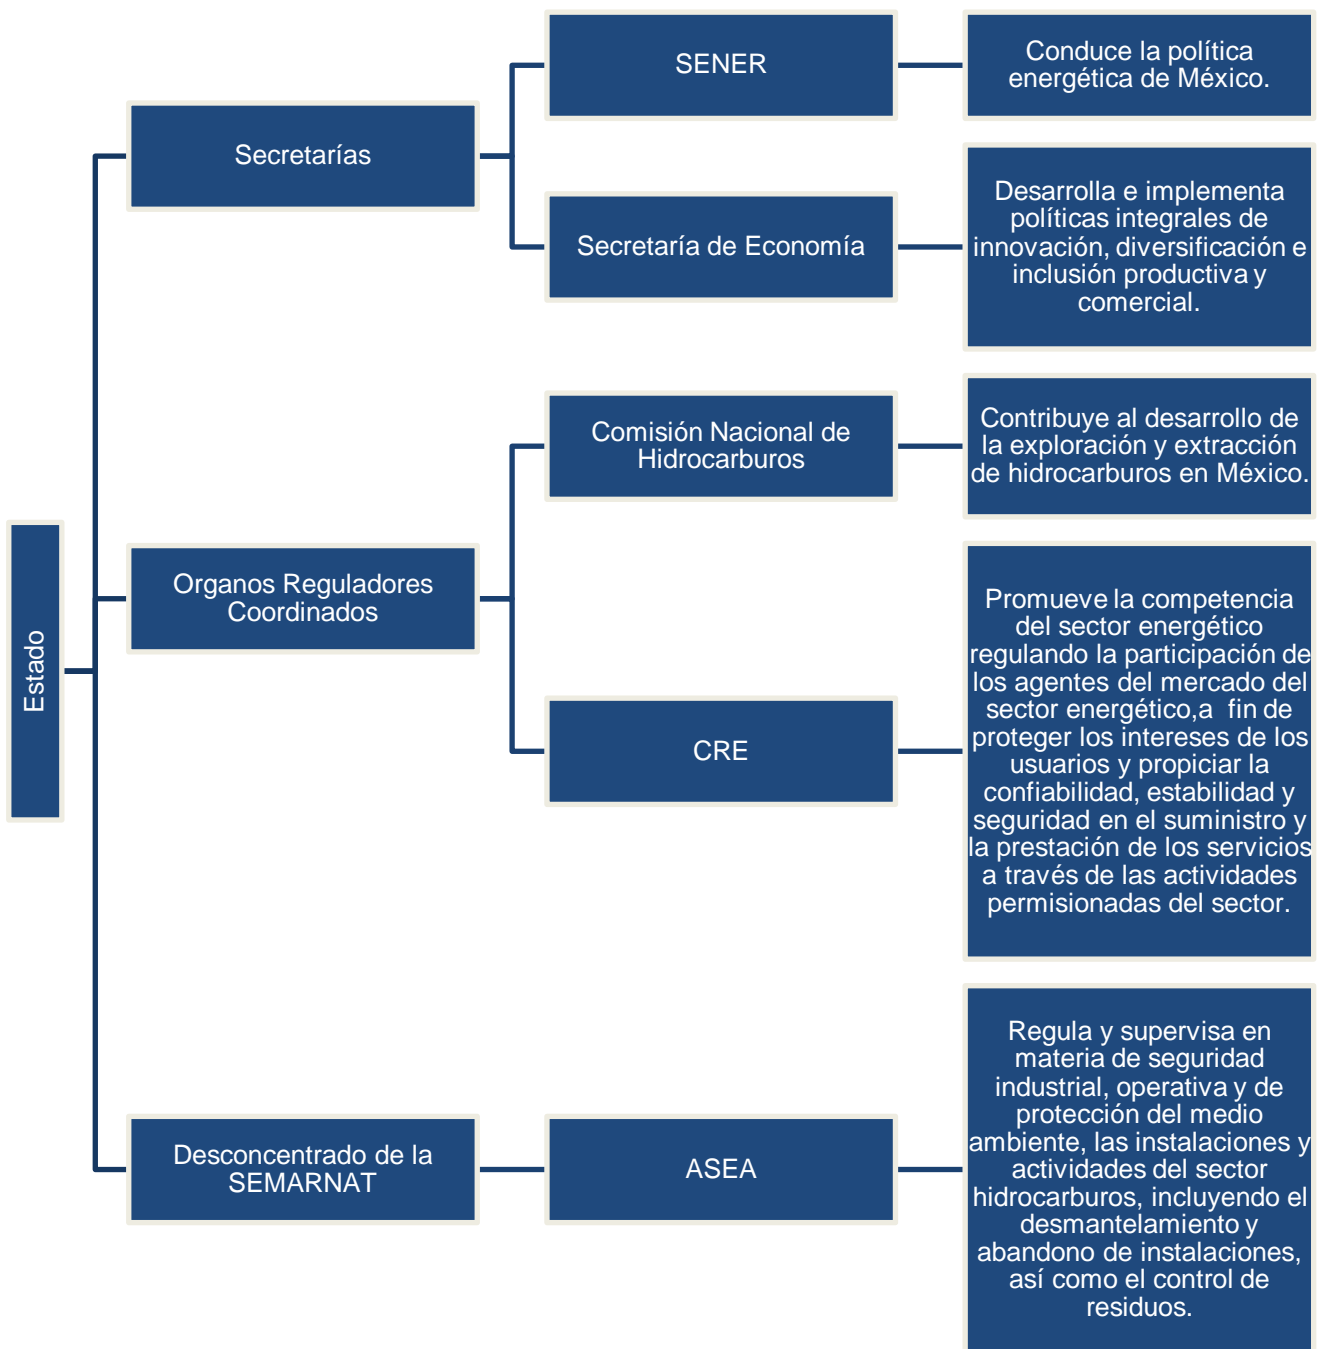 Estado
Secretarías
SENER
Conduce la política
energética de México.
Secretaría de Economía
Desarrolla e implementa
políticas integrales de
innovación, diversificación e
inclusión productiva y
comercial.
Organos Reguladores
Coordinados
Comisión Nacional de
Hidrocarburos
Contribuye al desarrollo de
la exploración y extracción
de hidrocarburos en México.
CRE
Promueve la competencia
del sector energético
regulando la participación de
los agentes del mercado del
sector energético,a fin de
proteger los intereses de los
usuarios y propiciar la
confiabilidad, estabilidad y
seguridad en el suministro y
la prestación de los servicios
a través de las actividades
permisionadas del sector.
Desconcentrado de la
SEMARNAT
ASEA
Regula y supervisa en
materia de seguridad
industrial, operativa y de
protección del medio
ambiente, las instalaciones y
actividades del sector
hidrocarburos, incluyendo el
desmantelamiento y
abandono de instalaciones,
así como el control de
residuos.